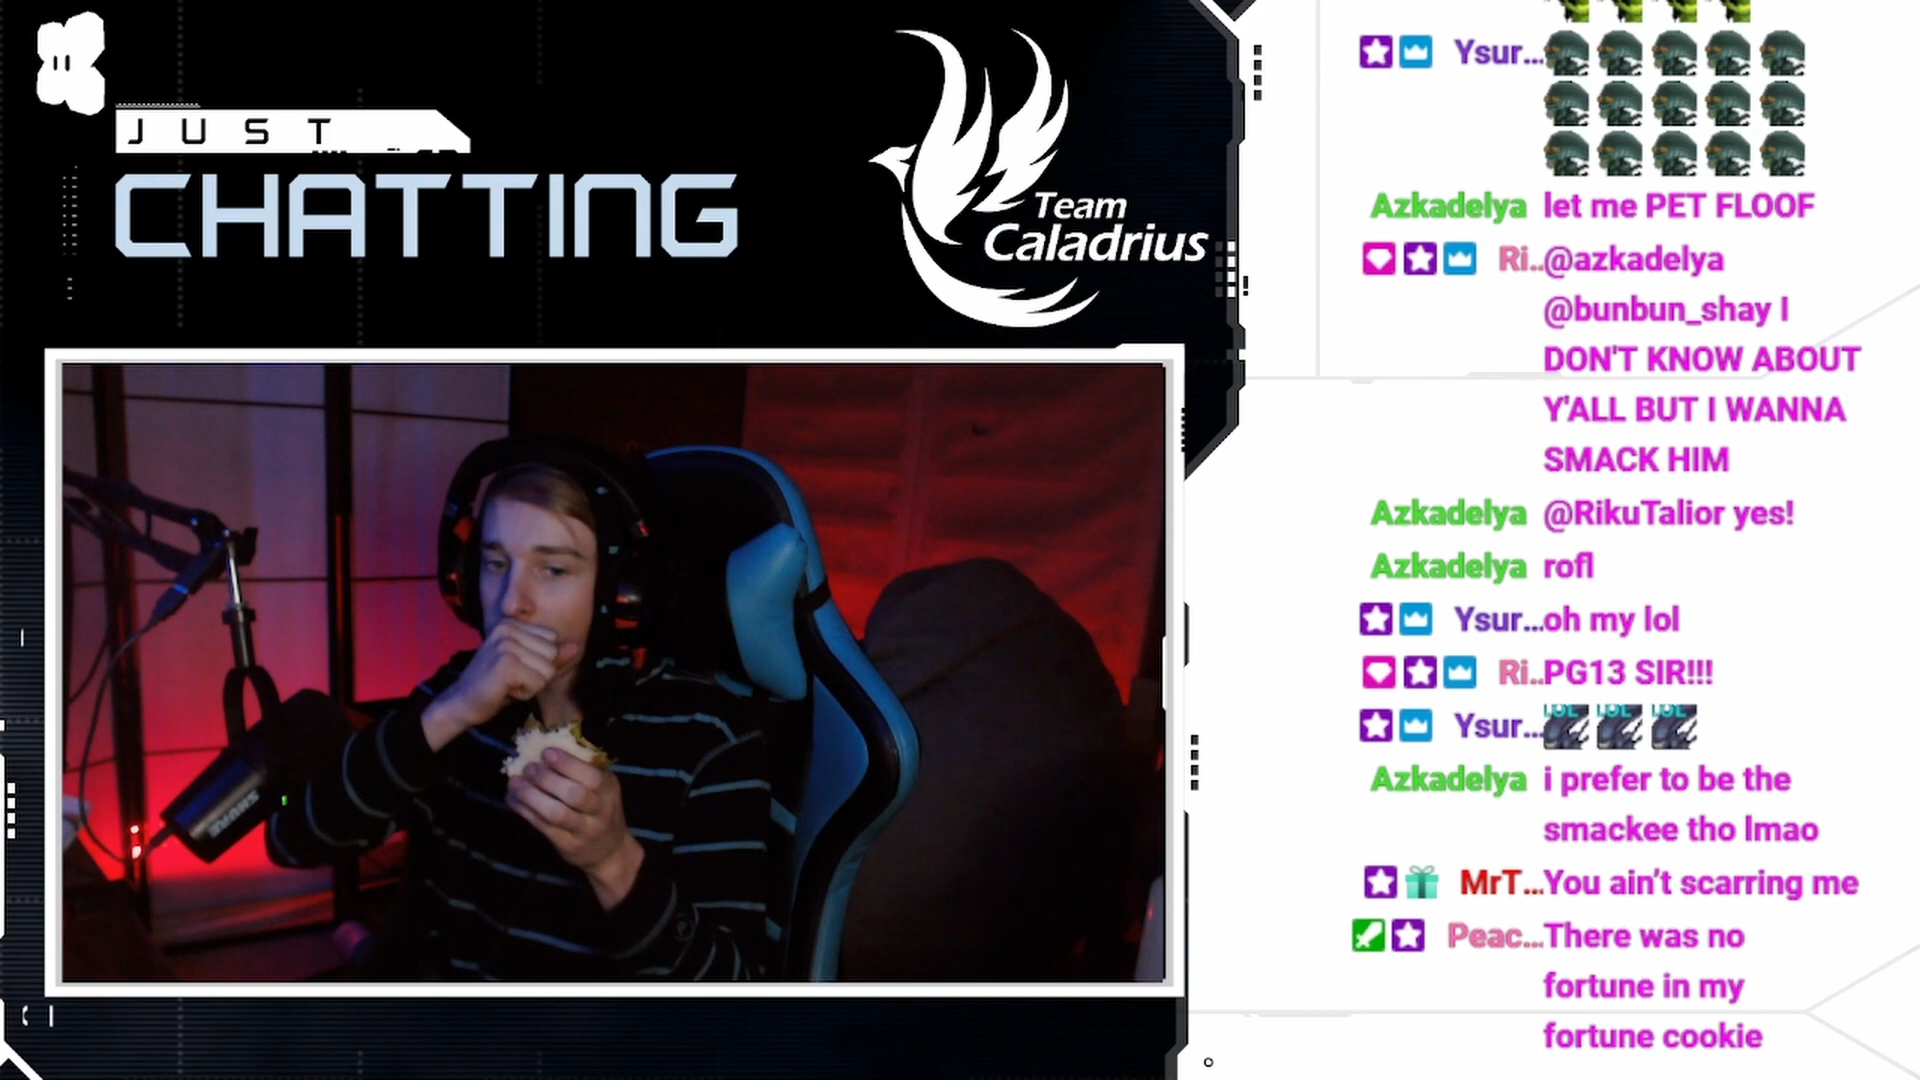 JUST
CHATTING
Team
Caladrius
SHURE
Ysur...
Azkadelya let me PET FLOOF
Ri..@azkadelya
@bunbun_shay I
DON'T KNOW ABOUT
Y'ALL BUT I WANNA
SMACK HIM
Azkadelya @RikuTalior yes!
Azkadelya rofl
Ysur...oh my lol
Ri..PG13 SIR!!!
Ysur...
Azkadelya i prefer to be the
smackee tho lmao
MrT...You ain’t scarring me
Peac...There was no
fortune in my
fortune cookie